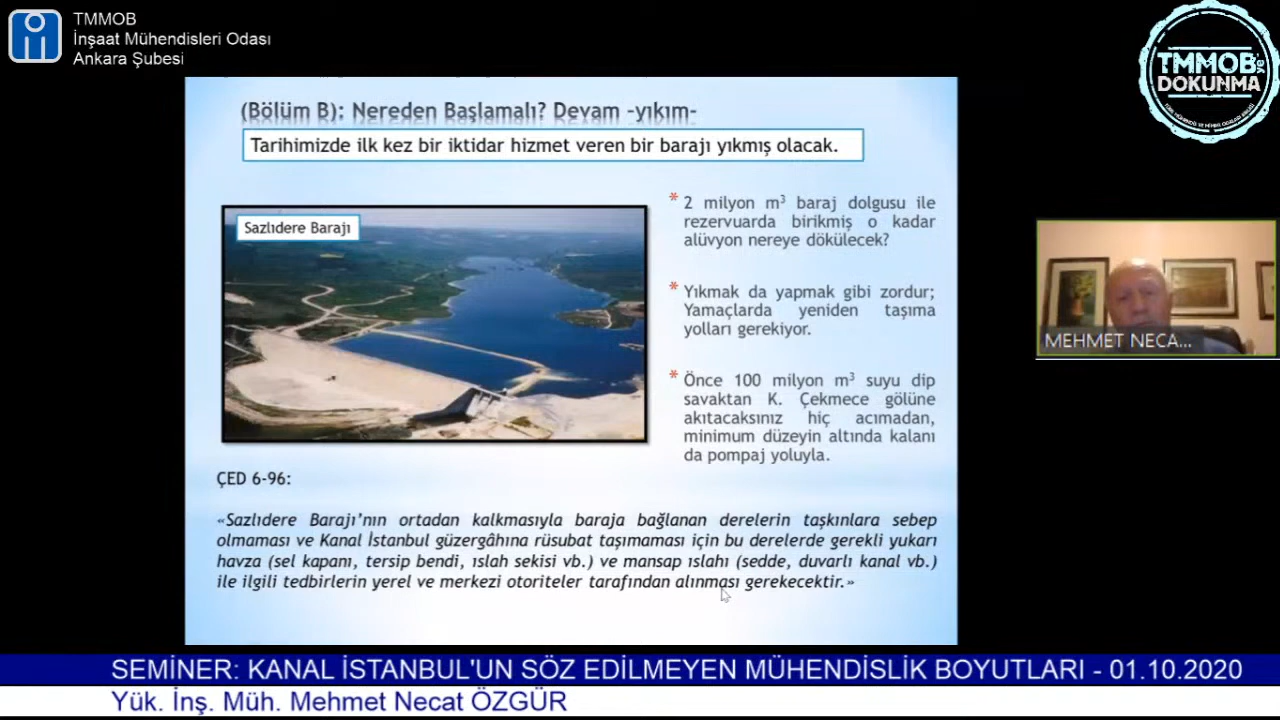 TMMOB
İnşaat Mühendisleri Odası
Ankara Şubesi
TMMOB'ye
DOKUNMA
(Bölüm B): Nereden Başlamalı? Devam -yıkım-
Tarihimizde ilk kez bir iktidar hizmet veren bir barajı yıkmış olacak.
Sazlıdere Barajı
* 2 milyon m³ baraj dolgusu ile
rezervuarda birikmiş o kadar
alüvyon nereye dökülecek?
* Yıkmak da yapmak gibi zordur;
Yamaçlarda yeniden taşıma
yolları gerekiyor.
* Önce 100 milyon m³ suyu dip
savaktan K. Çekmece gölüne
akıtacaksınız hiç acımadan,
minimum düzeyin altında kalanı
da pompaj yoluyla.
MEHMET NECA...
ÇED 6-96:
«Sazlıdere Barajı’nın ortadan kalkmasıyla baraja bağlanan derelerin taşkınlara sebep
olmaması ve Kanal İstanbul güzergâhına rüsubat taşımaması için bu derelerde gerekli yukarı
havza (sel kapanı, tersip bendi, ıslah sekisi vb.) ve mansap ıslahı (sedde, duvarlı kanal vb.)
ile ilgili tedbirlerin yerel ve merkezi otoriteler tarafından alınması gerekecektir.»
SEMİNER: KANAL İSTANBUL'UN SÖZ EDİLMEYEN MÜHENDİSLİK BOYUTLARI - 01.10.2020
Yük. İnş. Müh. Mehmet Necat ÖZGÜR